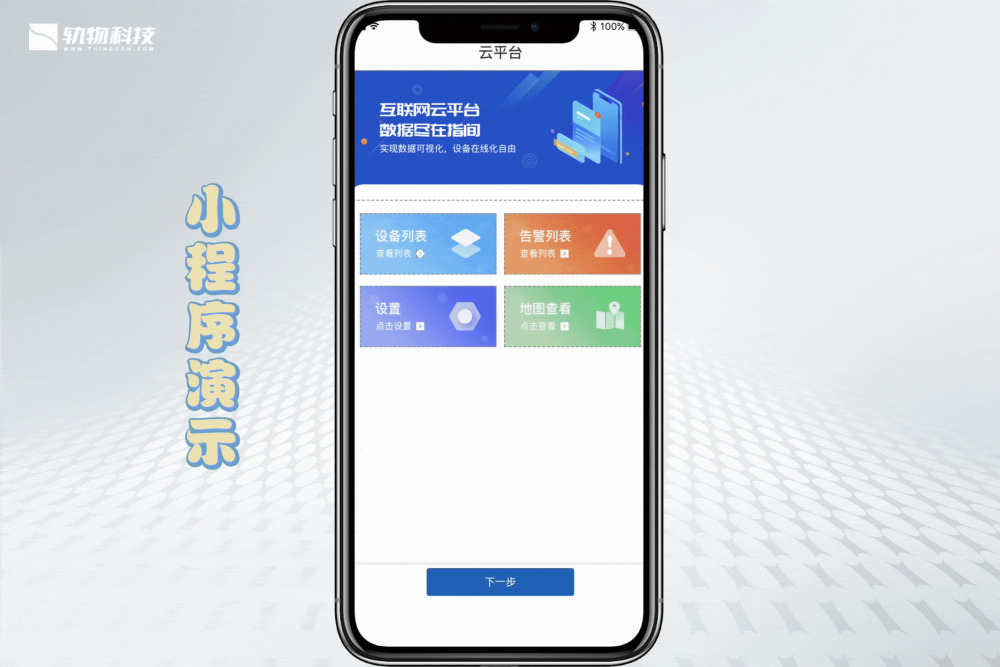 轨物科技
WWW.THINGCOM.COM
小程序演示
100%
云平台
互联网云平台
数据尽在指间
实现数据可视化，设备在线化自由
设备列表
查看列表
告警列表
查看列表
设置
点击设置
地图查看
点击查看
下一步